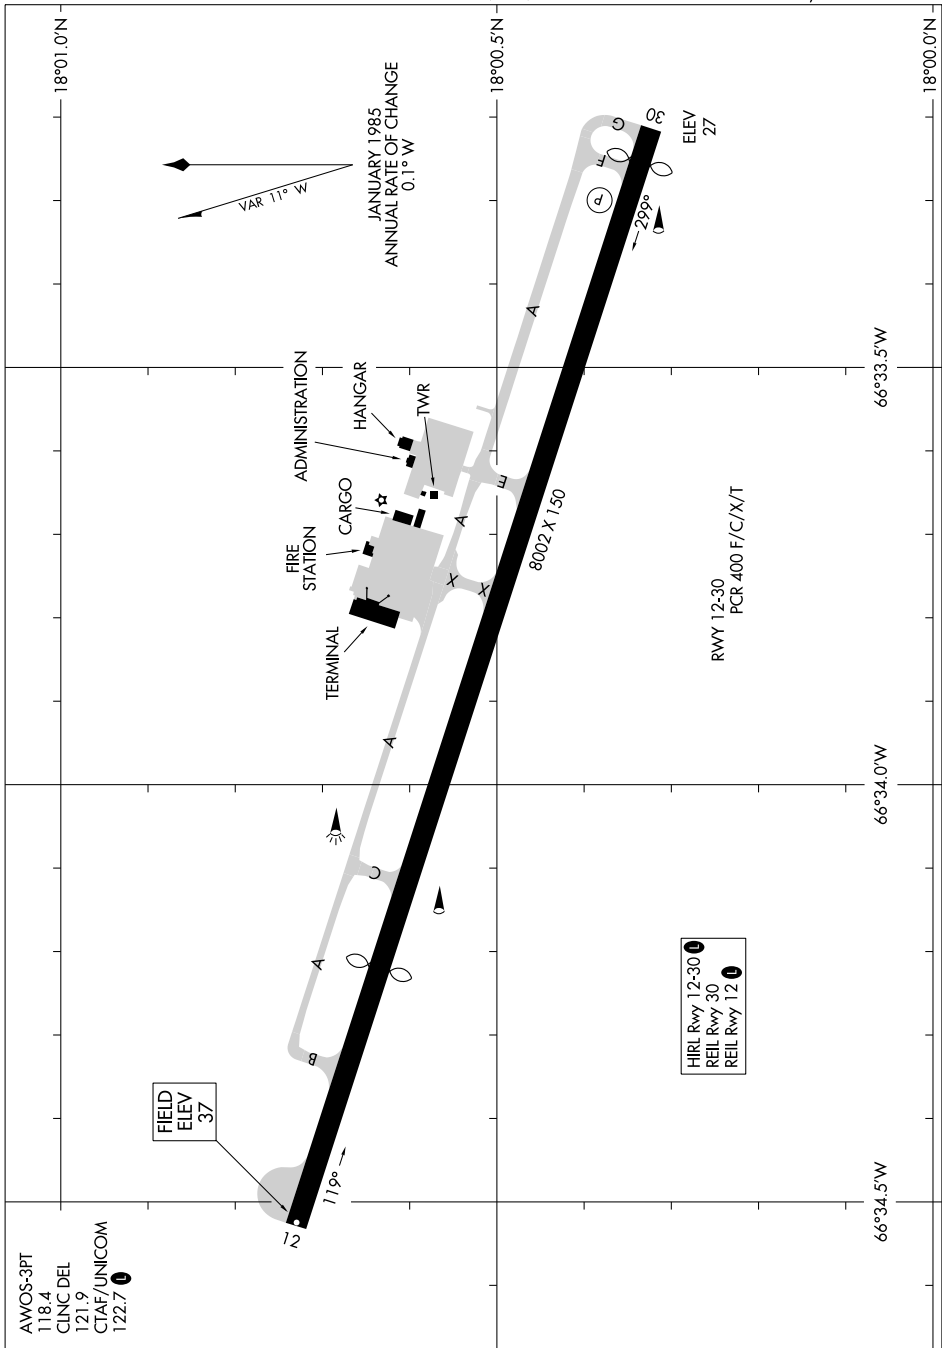 AWOS-3PT
118.4
CLNC DEL
121.9
CTAF/UNICOM
122.7 L
18°01.0'N
18°00.5'N
18°00.0'N
VAR 11° W
JANUARY 1985
ANNUAL RATE OF CHANGE
0.1° W
FIELD
ELEV
37
12
119°
B
A
C
A
TERMINAL
FIRE
STATION
CARGO
ADMINISTRATION
HANGAR
TWR
X
X
A
E
A
8002 X 150
P
F
G
299°
30
ELEV
27
RWY 12-30
PCR 400 F/C/X/T
HIRL Rwy 12-30 L
REIL Rwy 30
REIL Rwy 12 L
66°34.5'W
66°34.0'W
66°33.5'W